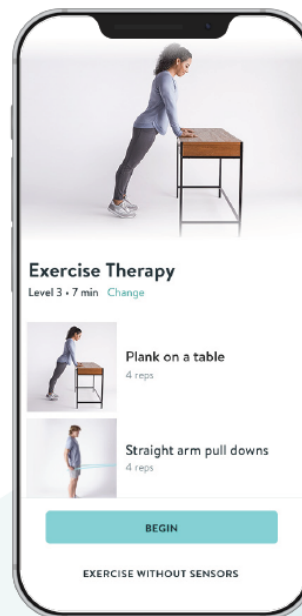 Exercise Therapy
Level 3 • 7 min Change
Plank on a table
4 reps
Straight arm pull downs
4 reps
BEGIN
EXERCISE WITHOUT SENSORS